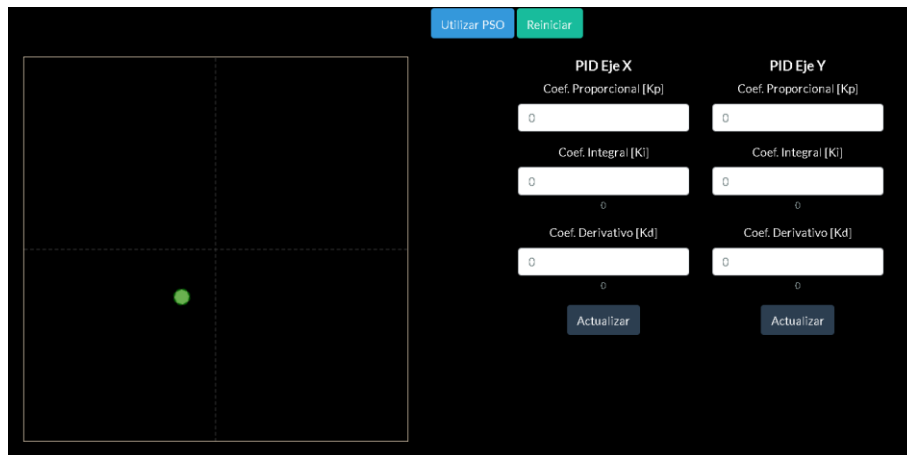 Utilizar PSO Reiniciar
PID Eje X PID Eje Y
Coef. Proporcional [Kp] Coef. Proporcional [Kp]
0 0
Coef. Integral [Ki] Coef. Integral [Ki]
0 0
0 0
Coef. Derivativo [Kd] Coef. Derivativo [Kd]
0 0
0 0
Actualizar Actualizar